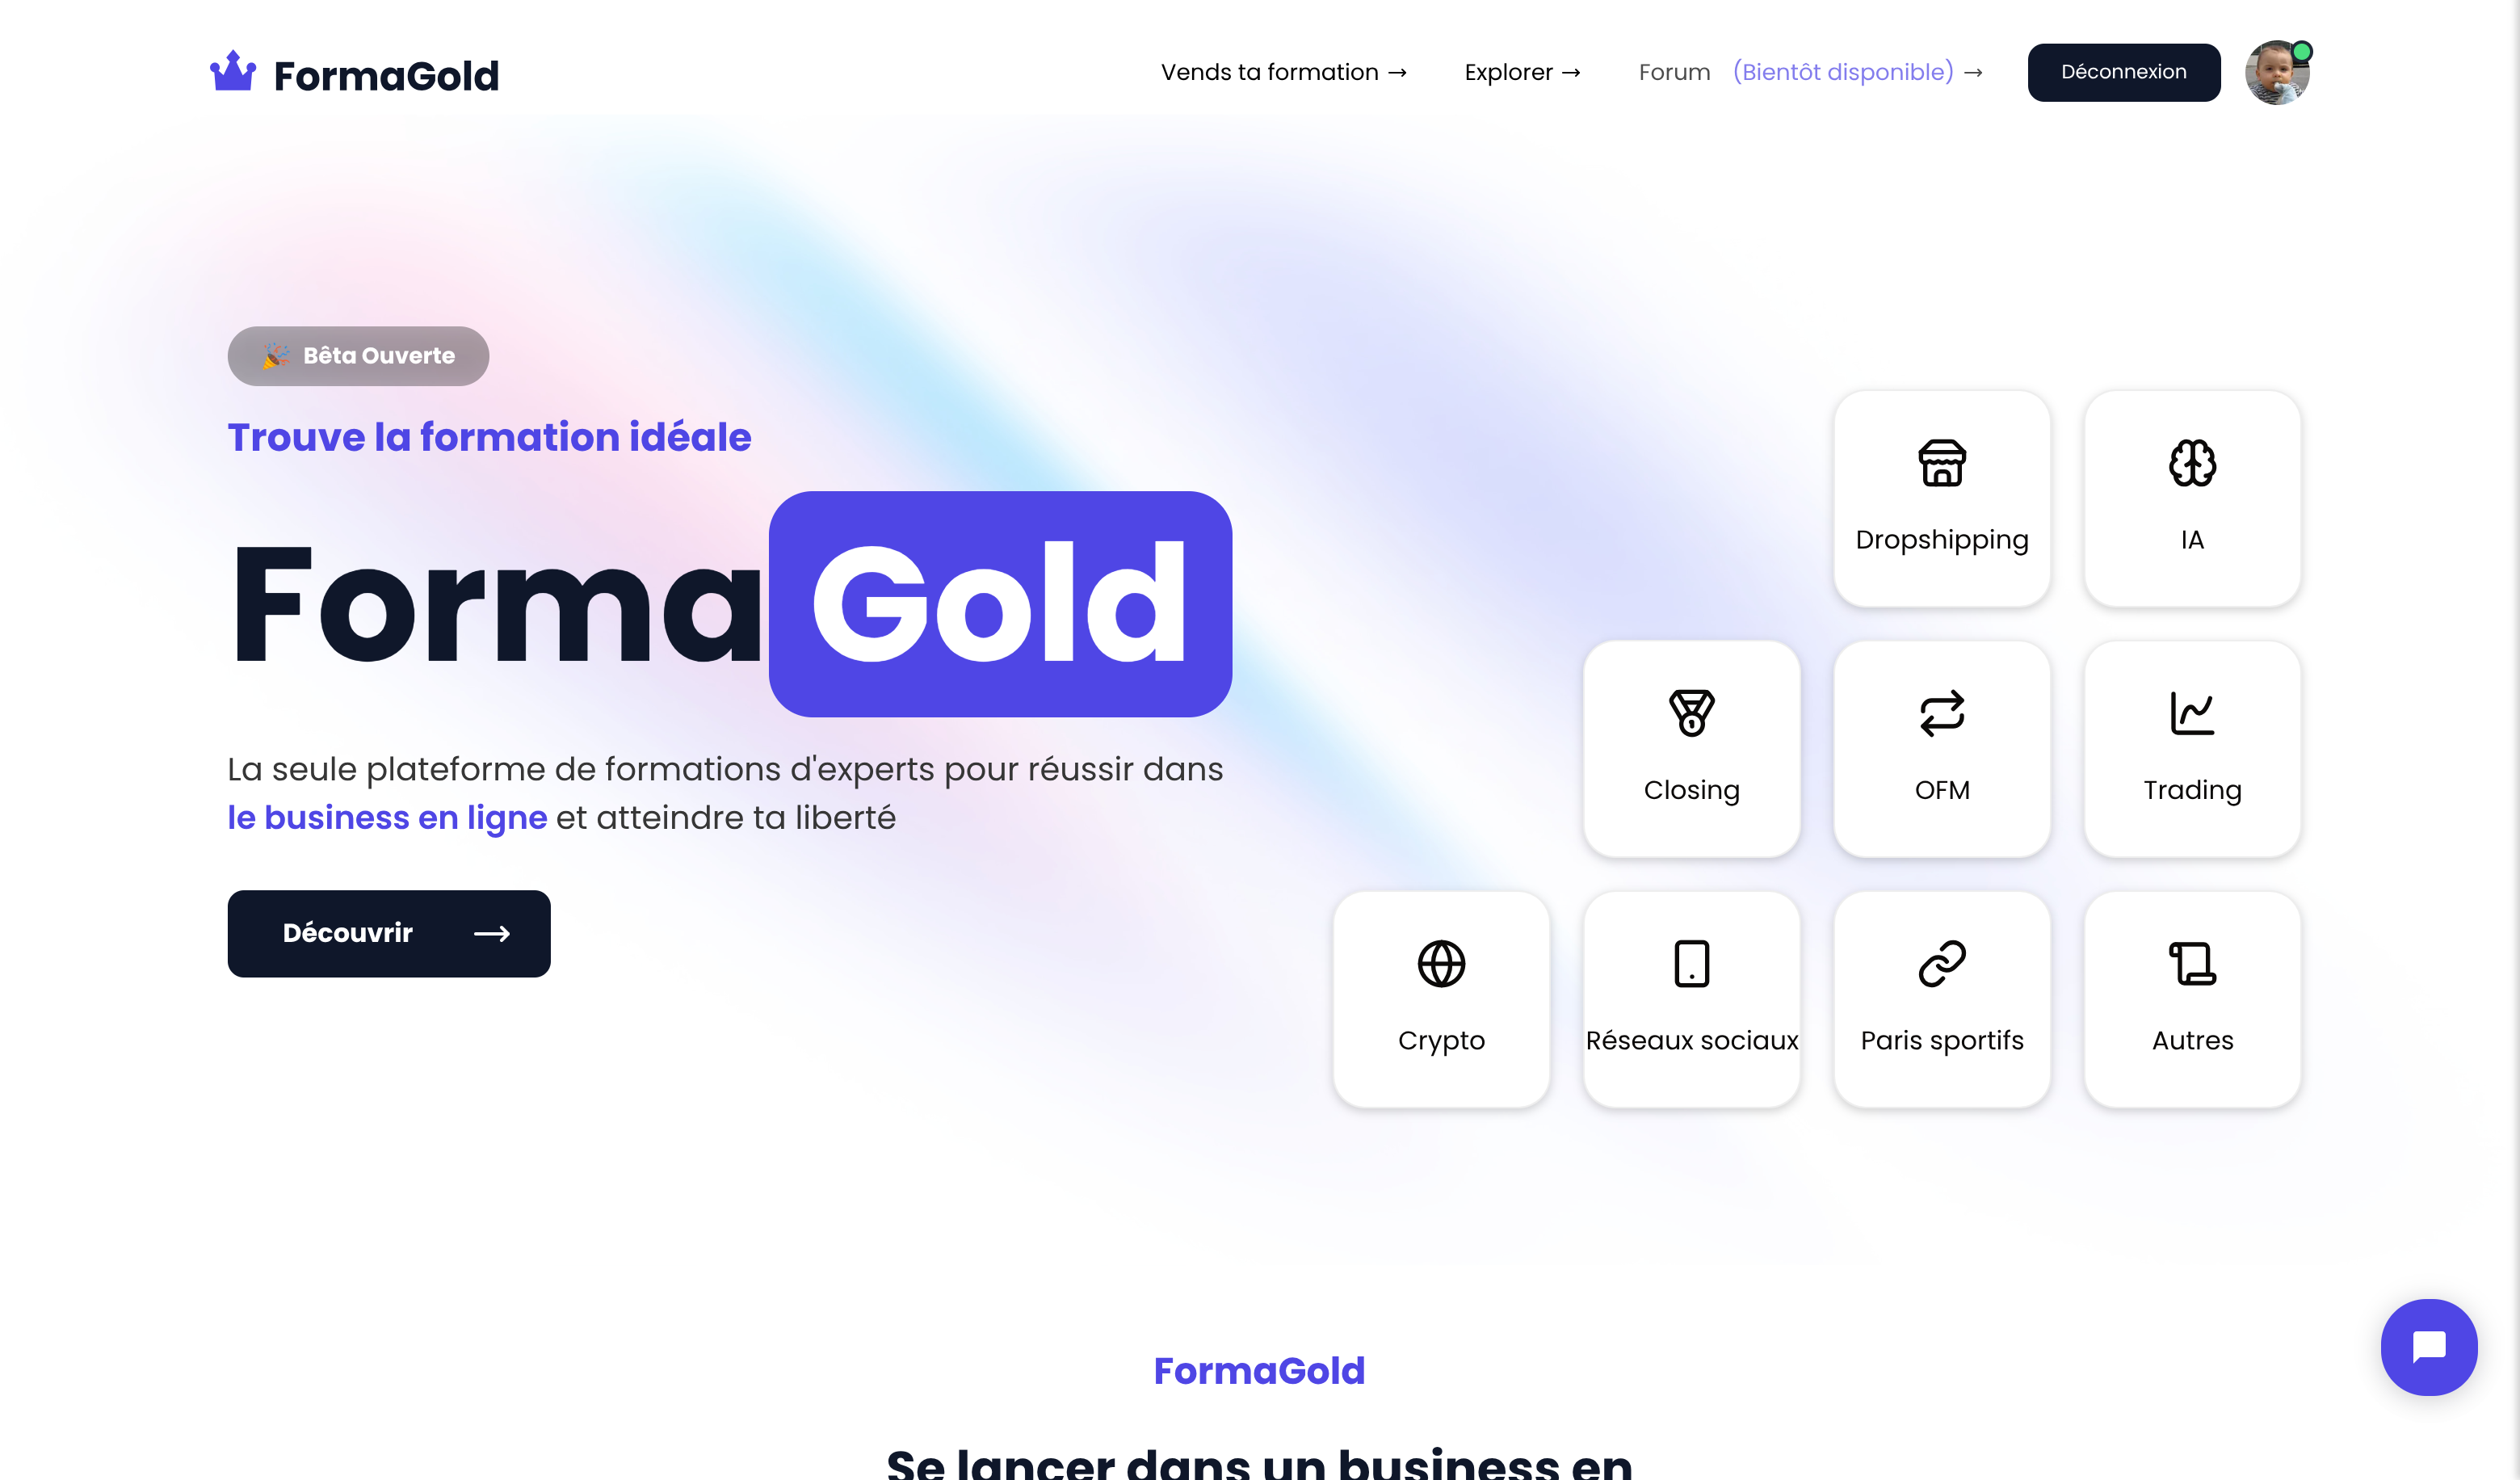 FormaGold
Vends ta formation →
Explorer →
Forum (Bientôt disponible) →
Déconnexion
🎉 Bêta Ouverte
Trouve la formation idéale
FormaGold
La seule plateforme de formations d'experts pour réussir dans
le business en ligne et atteindre ta liberté
Découvrir →
Dropshipping
IA
Closing
OFM
Trading
Crypto
Réseaux sociaux
Paris sportifs
Autres
FormaGold
Se lancer dans un business en